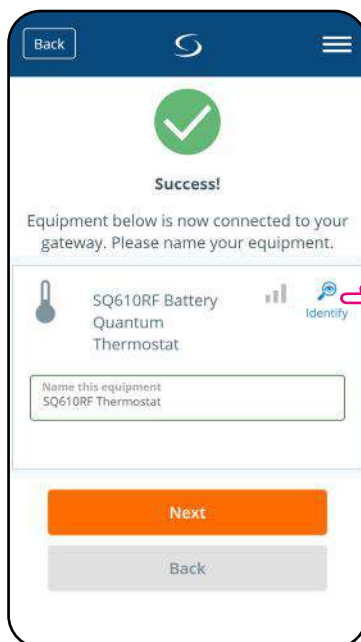 Back
Success!
Equipment below is now connected to your
gateway. Please name your equipment.
SQ610RF Battery
Quantum
Thermostat
Identify
Name this equipment
SQ610RF Thermostat
Next
Back